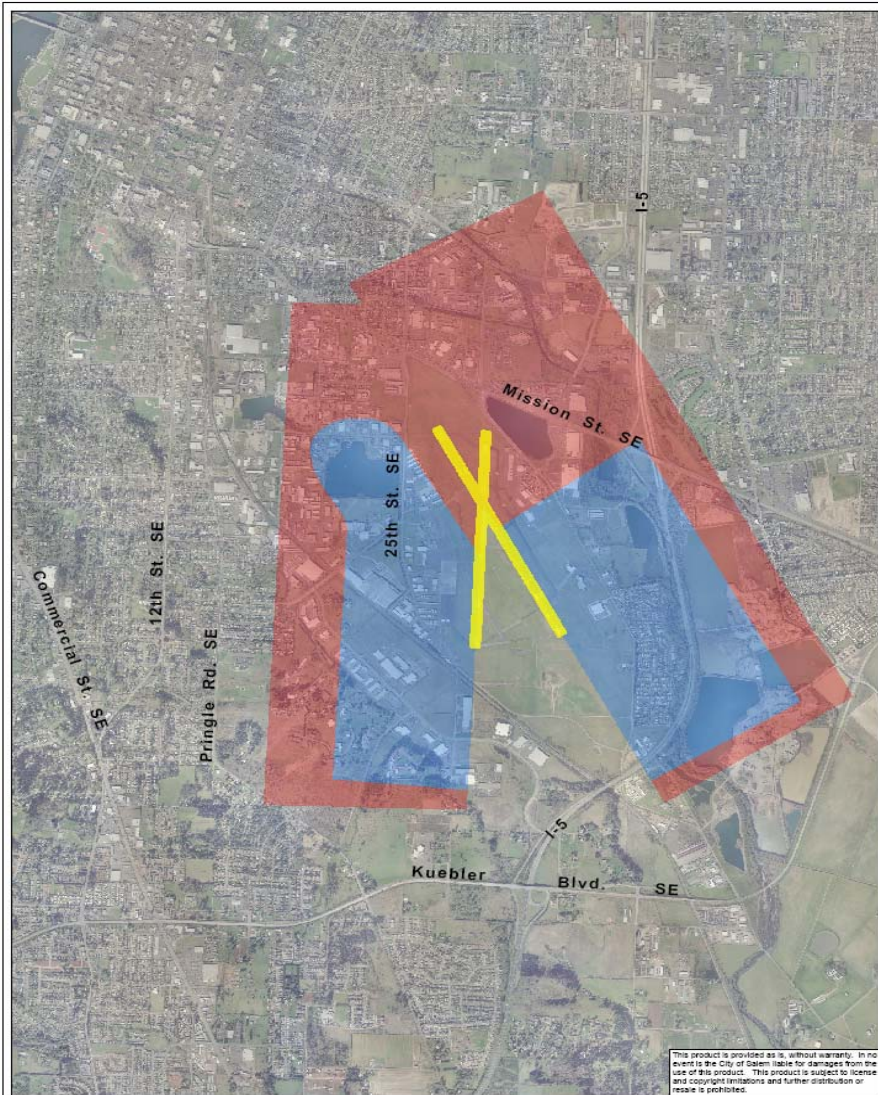 I-5
Mission St. SE
25th St. SE
12th St. SE
Commercial St. SE
Pringle Rd. SE
I-5
Kuebler Blvd. SE
This product is provided as is, without warranty. In no
event is the City of Salem liable for damages from the
use of this product. This product is subject to license
and copyright limitations and further distribution or
resale is prohibited.